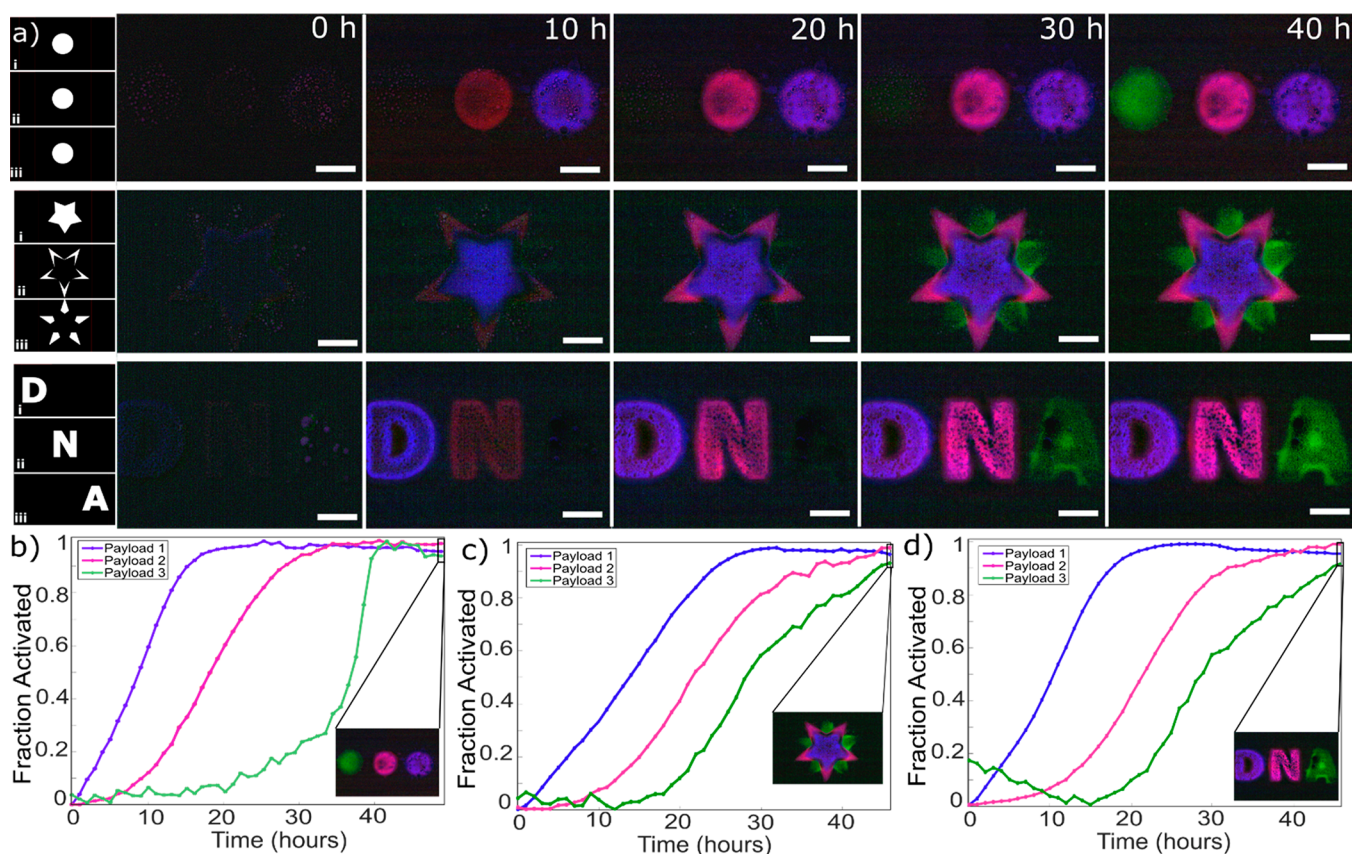 a) 0 h 10 h 20 h 30 h 40 h
i
ii
iii
i
ii
iii
D
i
N
ii
A
iii
D N A
D N A
D N A
D N A
D N A
b) c) d)
Payload 1
Payload 2
Payload 3
Fraction Activated
1
0.8
0.6
0.4
0.2
0
0 10 20 30 40
Time (hours)
Payload 1
Payload 2
Payload 3
Fraction Activated
1
0.8
0.6
0.4
0.2
0
0 10 20 30 40
Time (hours)
DNA
Payload 1
Payload 2
Payload 3
Fraction Activated
1
0.8
0.6
0.4
0.2
0
0 10 20 30 40
Time (hours)